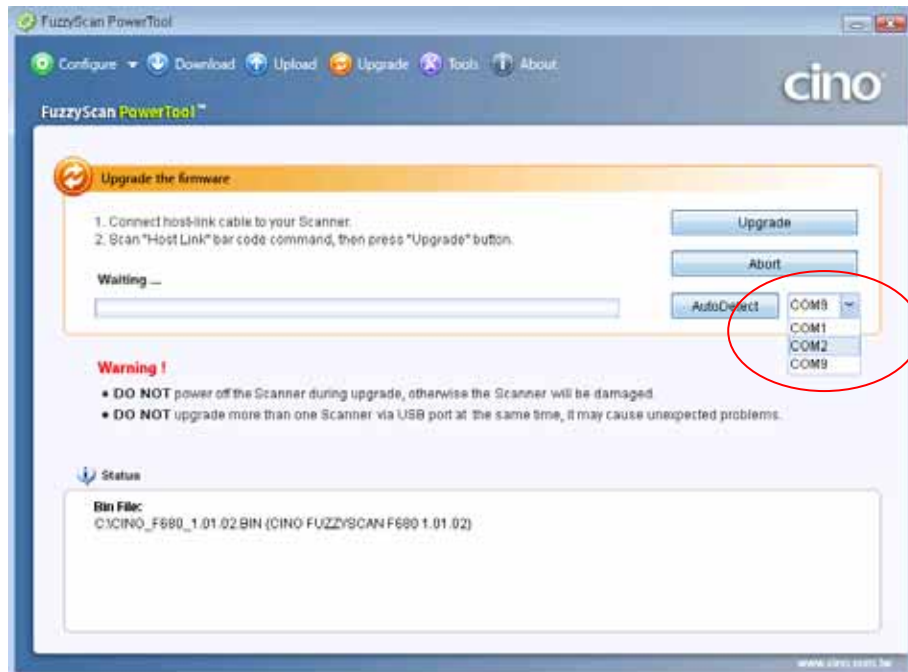 FuzzyScan PowerTool
Configure Download Upload Upgrade Tools About
cino
FuzzyScan PowerTool™
Upgrade the firmware
1. Connect host-link cable to your Scanner.
2. Scan "Host Link" bar code command, then press "Upgrade" button.
Upgrade
Abort
Waiting ...
AutoDetect COM9
COM1
COM2
COM9
Warning !
• DO NOT power off the Scanner during upgrade, otherwise the Scanner will be damaged.
• DO NOT upgrade more than one Scanner via USB port at the same time, it may cause unexpected problems.
Status
Bin File:
C:\CINO_F680_1.01.02.BIN (CINO FUZZYSCAN F680 1.01.02)
www.cino.com.tw